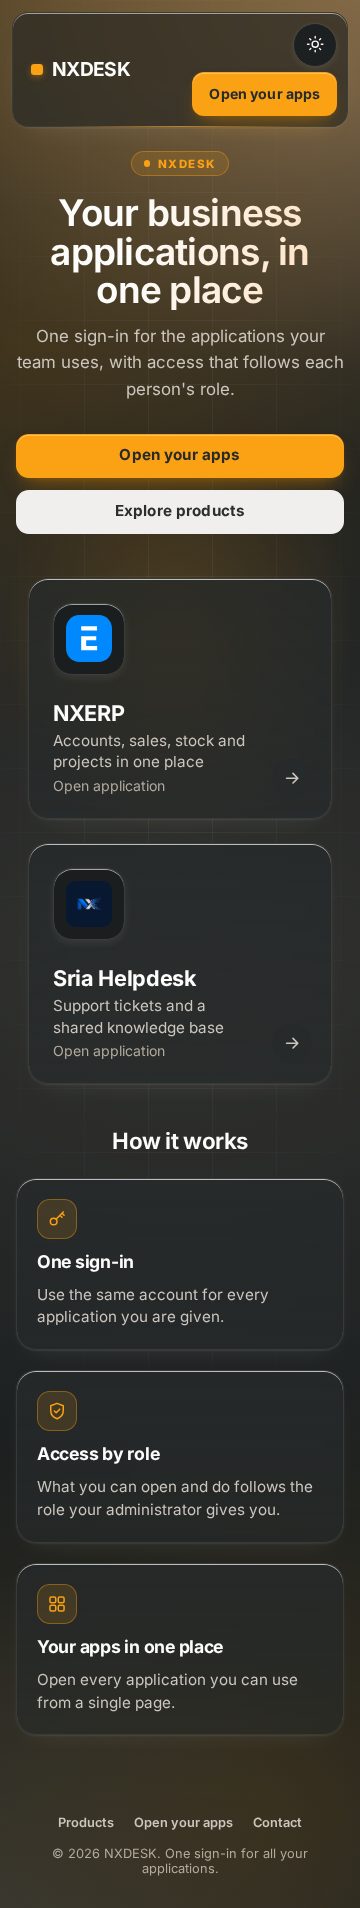 NXDESK
Open your apps
NXDESK
Your business
applications, in
one place
One sign-in for the applications your
team uses, with access that follows each
person's role.
Open your apps
Explore products
E
NXERP
Accounts, sales, stock and
projects in one place
Open application
NX
Sria Helpdesk
Support tickets and a
shared knowledge base
Open application
How it works
One sign-in
Use the same account for every
application you are given.
Access by role
What you can open and do follows the
role your administrator gives you.
Your apps in one place
Open every application you can use
from a single page.
Products Open your apps Contact
© 2026 NXDESK. One sign-in for all your
applications.